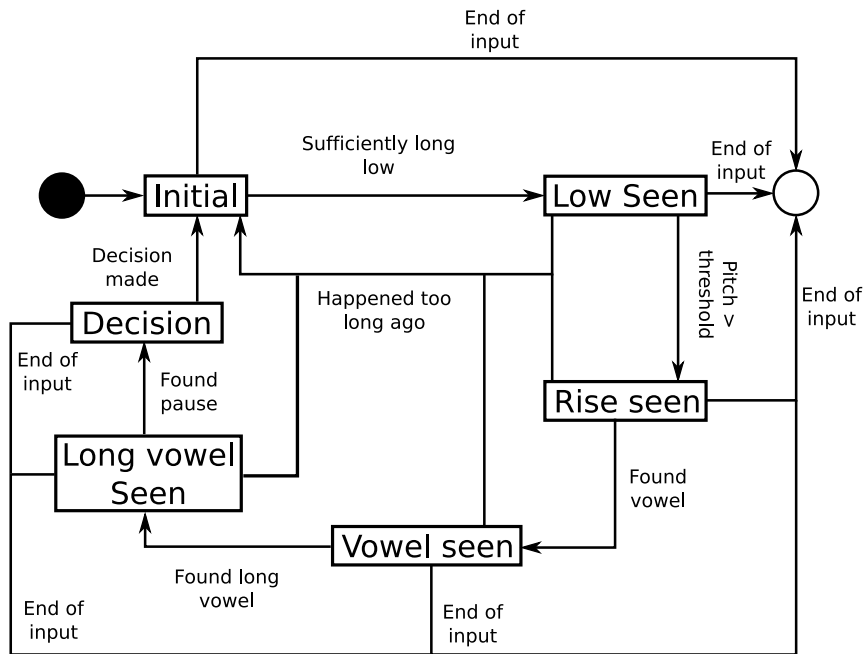 End of
input
Sufficiently long
low
End of
input
Initial
Low Seen
Decision
made
Pitch >
threshold
Happened too
long ago
End of
input
Decision
End of
input
Found
pause
Rise seen
Long vowel
Seen
Found
vowel
Vowel seen
Found long
vowel
End of
input
End of
input